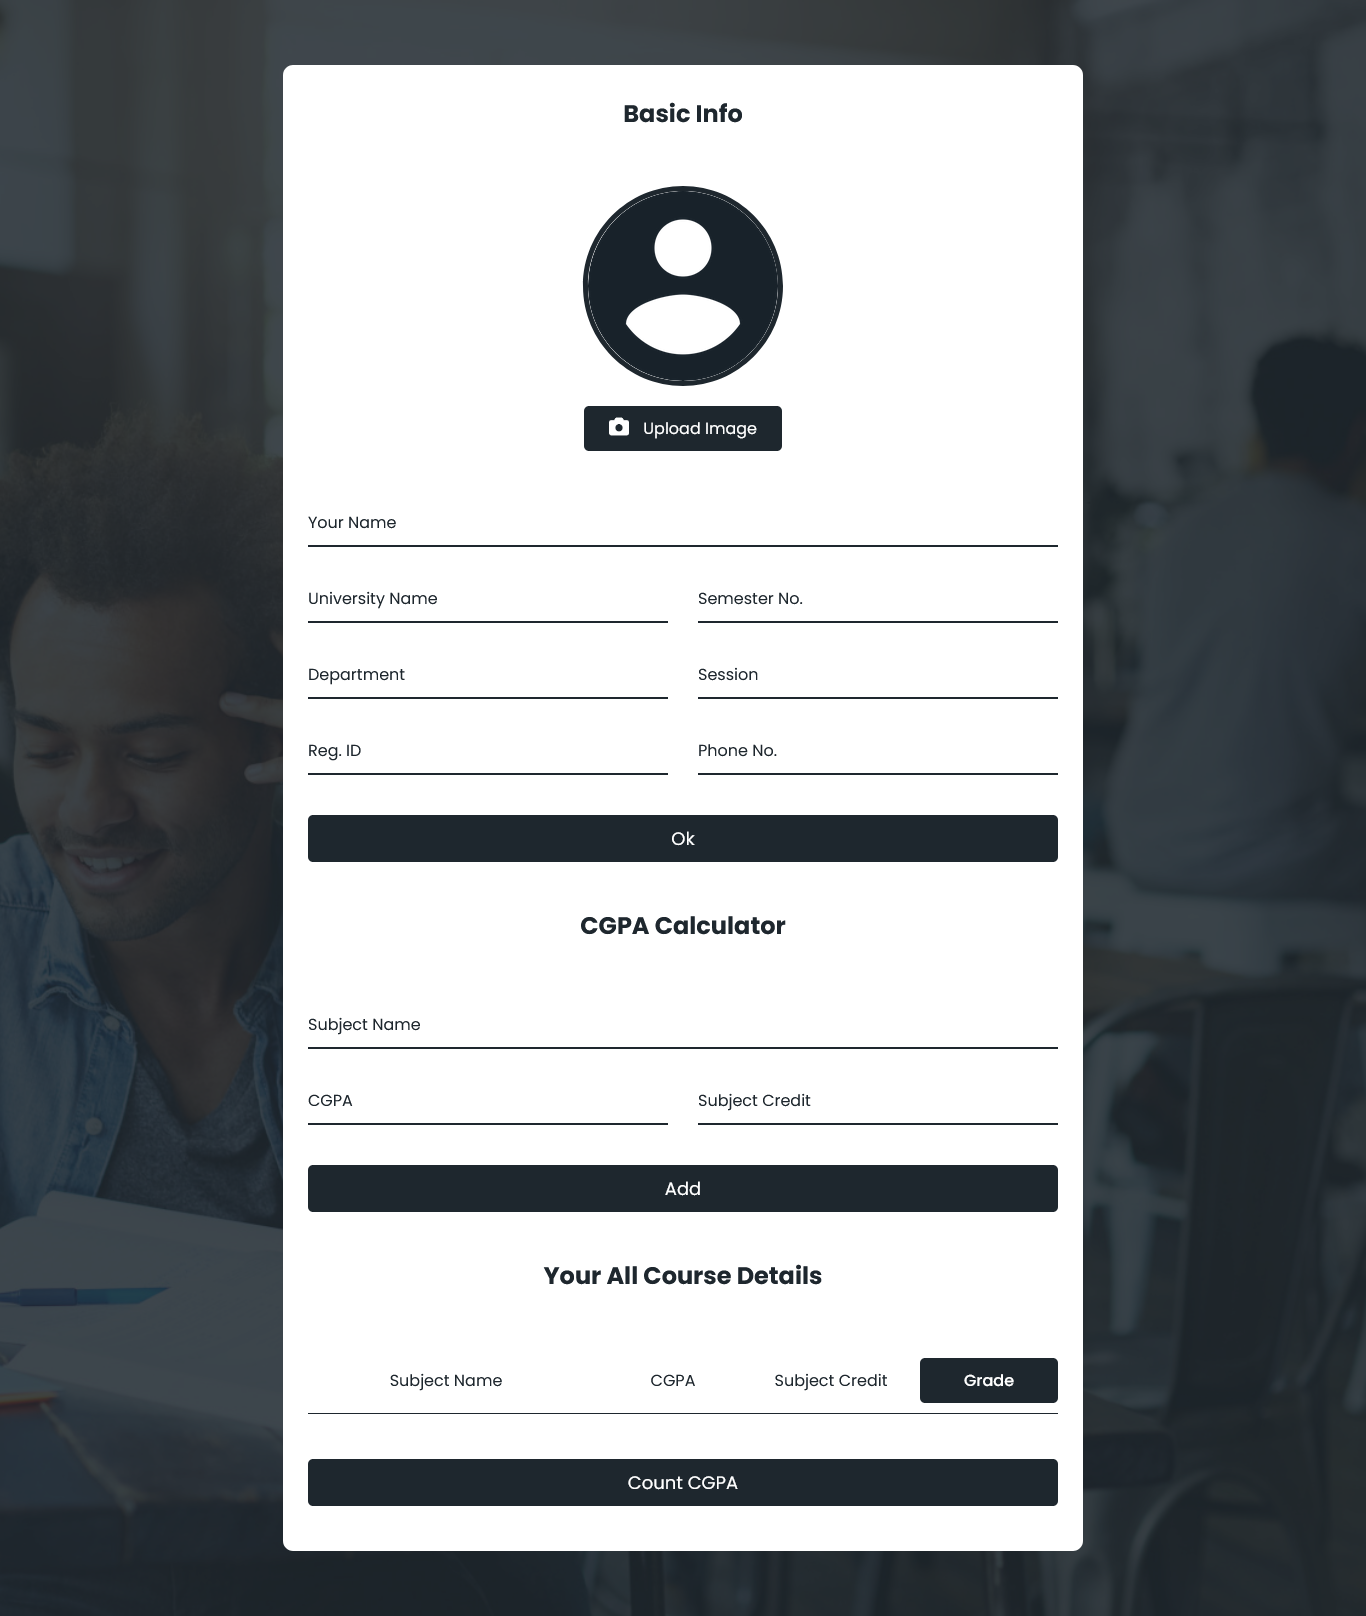 Basic Info
Upload Image
Your Name
University Name Semester No.
Department Session
Reg. ID Phone No.
Ok
CGPA Calculator
Subject Name
CGPA Subject Credit
Add
Your All Course Details
Subject Name CGPA Subject Credit Grade
Count CGPA